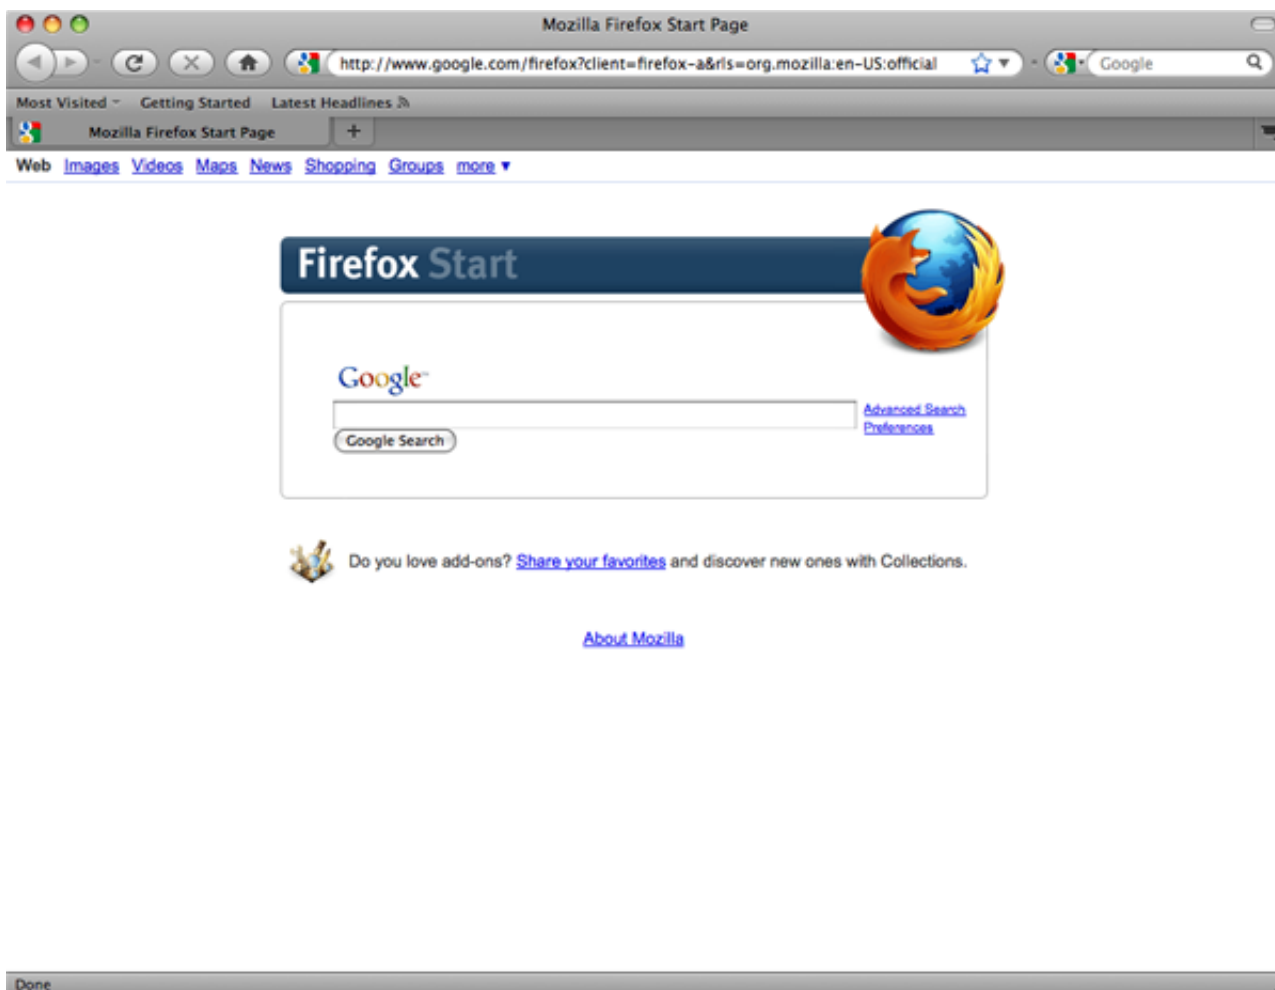 Mozilla Firefox Start Page
http://www.google.com/firefox?client=firefox-a&rls=org.mozilla:en-US:official Google
Most Visited Getting Started Latest Headlines
Mozilla Firefox Start Page +
Web Images Videos Maps News Shopping Groups more ▼
Firefox Start
Google™
Advanced Search
Preferences
Google Search
Do you love add-ons? Share your favorites and discover new ones with Collections.
About Mozilla
Done